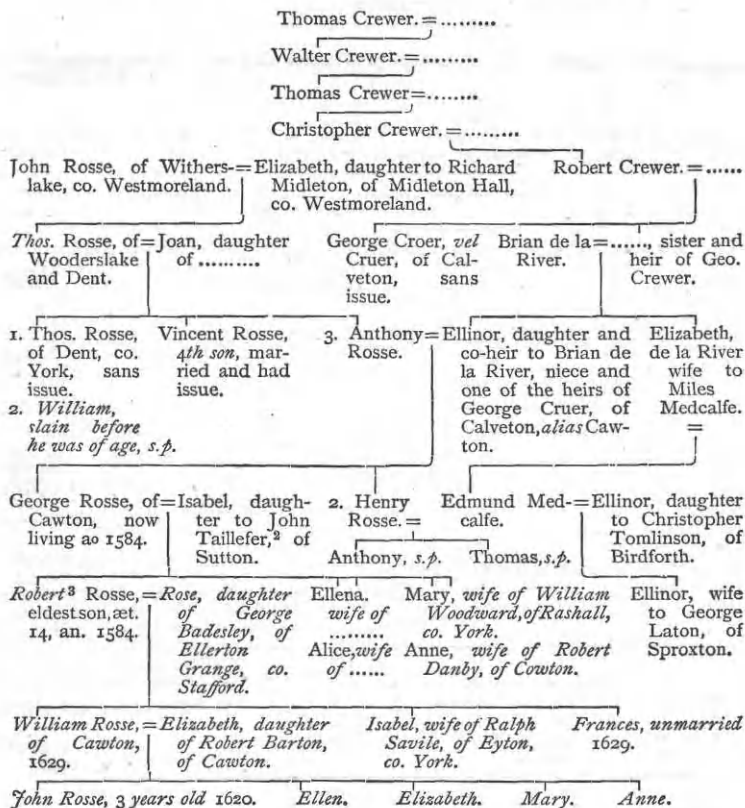 Thomas Crewer. = .........
Walter Crewer. = .........
Thomas Crewer=........
Christopher Crewer. = .........
John Rosse, of Withers-=Elizabeth, daughter to Richard Robert Crewer. = ......
lake, co. Westmoreland. Midleton, of Midleton Hall,
co. Westmoreland.
Thos. Rosse, of=Joan, daughter George Croer, vel Brian de la=......, sister and
Wooderslake of .......... Cruer, of Cal- River. heir of Geo.
and Dent. veton, sans Crewer.
issue.
1. Thos. Rosse, Vincent Rosse, 3. Anthony=Ellinor, daughter and Elizabeth,
of Dent, co. 4th son, mar- Rosse. co-heir to Brian de de la River
York, sans ried and had la River, niece and wife to
issue. issue. one of the heirs of Miles
2. William, George Cruer, of Medcalfe.
slain before Calveton, alias Caw- =
he was of age, s.p. ton.
George Rosse, of=Isabel, daugh- 2. Henry Edmund Med-=Ellinor, daughter
Cawton, now ter to John Rosse. = calfe. to Christopher
living ao 1584. Taillefer,² of Tomlinson, of
Sutton. Anthony, s.p. Thomas, s.p. Birdforth.
Robert³ Rosse,=Rose, daughter Ellena. Mary, wife of William Ellinor, wife
eldest son, æt. of George wife of Woodward, of Rashall, to George
14, an. 1584. Badesley, of ......... co. York. Laton, of
Ellerton Alice, wife Anne, wife of Robert Sproxton.
Grange, co. of ...... Danby, of Cowton.
Stafford.
William Rosse,=Elizabeth, daughter Isabel, wife of Ralph Frances, unmarried
of Cawton, of Robert Barton, Savile, of Eyton, 1629.
1629. of Cawton. co. York.
John Rosse, 3 years old 1620. Ellen. Elizabeth. Mary. Anne.